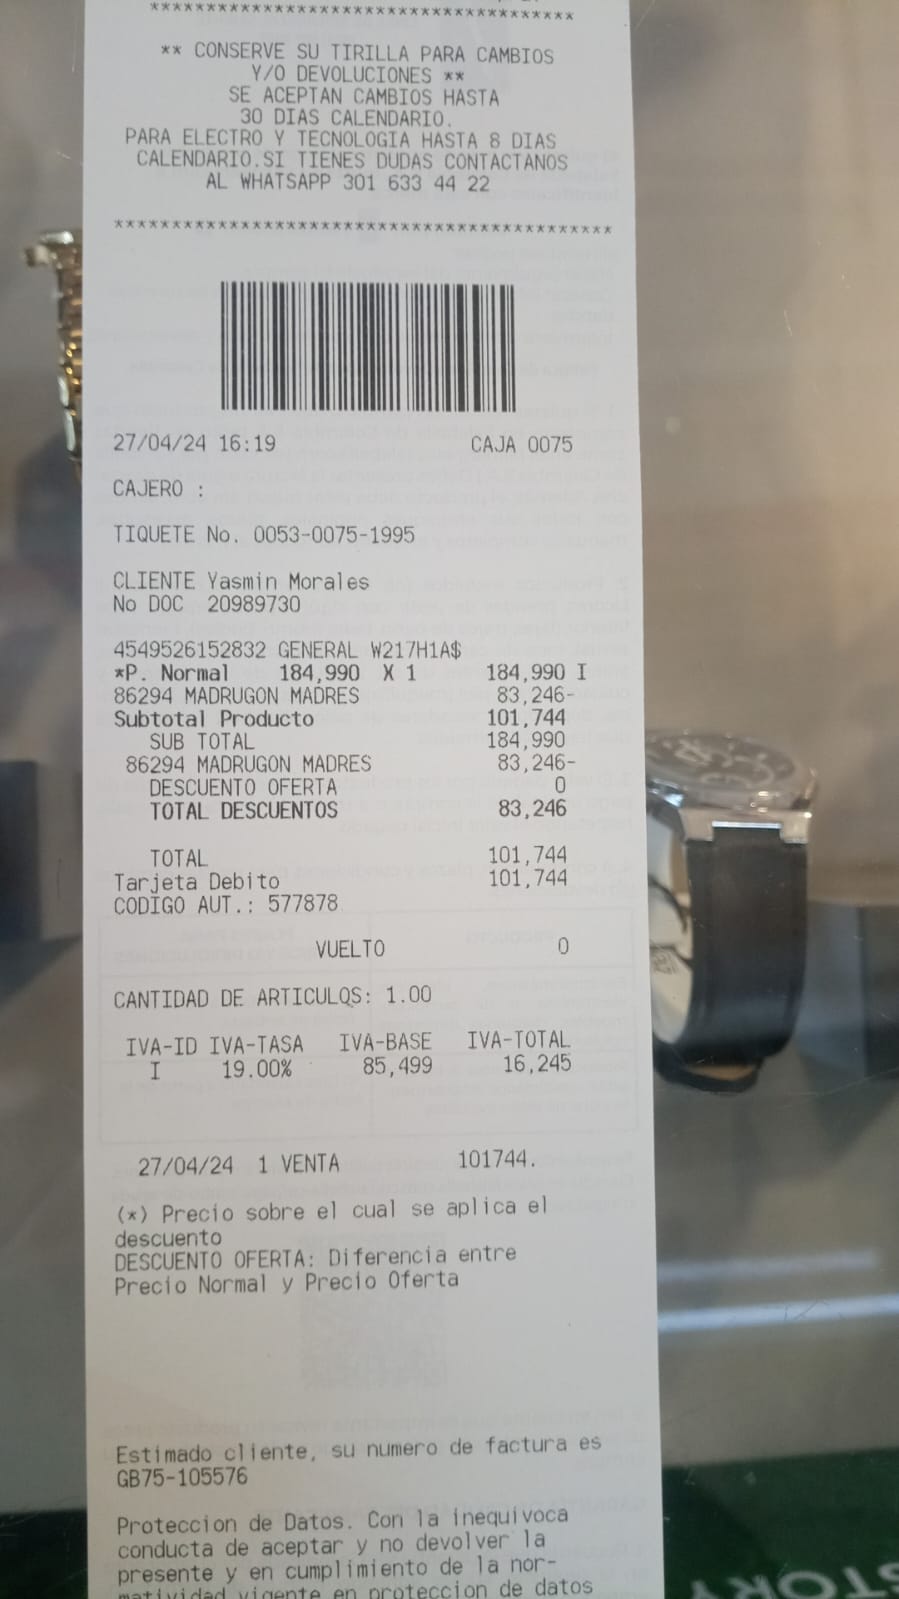 ****************************************
** CONSERVE SU TIRILLA PARA CAMBIOS
Y/O DEVOLUCIONES **
SE ACEPTAN CAMBIOS HASTA
30 DIAS CALENDARIO.
PARA ELECTRO Y TECNOLOGIA HASTA 8 DIAS
CALENDARIO.SI TIENES DUDAS CONTACTANOS
AL WHATSAPP 301 633 44 22
****************************************
27/04/24 16:19 CAJA 0075
CAJERO :
TIQUETE No. 0053-0075-1995
CLIENTE Yasmin Morales
No DOC 20989730
4549526152832 GENERAL W217H1A$
*P. Normal 184,990 X 1 184,990 I
86294 MADRUGON MADRES 83,246-
Subtotal Producto 101,744
SUB TOTAL 184,990
86294 MADRUGON MADRES 83,246-
DESCUENTO OFERTA 0
TOTAL DESCUENTOS 83,246
TOTAL 101,744
Tarjeta Debito 101,744
CODIGO AUT.: 577878
VUELTO 0
CANTIDAD DE ARTICULOS: 1.00
IVA-ID IVA-TASA IVA-BASE IVA-TOTAL
I 19.00% 85,499 16,245
27/04/24 1 VENTA 101744.
(*) Precio sobre el cual se aplica el
descuento
DESCUENTO OFERTA: Diferencia entre
Precio Normal y Precio Oferta
Estimado cliente, su numero de factura es
GB75-105576
Proteccion de Datos. Con la inequivoca
conducta de aceptar y no devolver la
presente y en cumplimiento de la nor-
matividad vigente en proteccion de datos